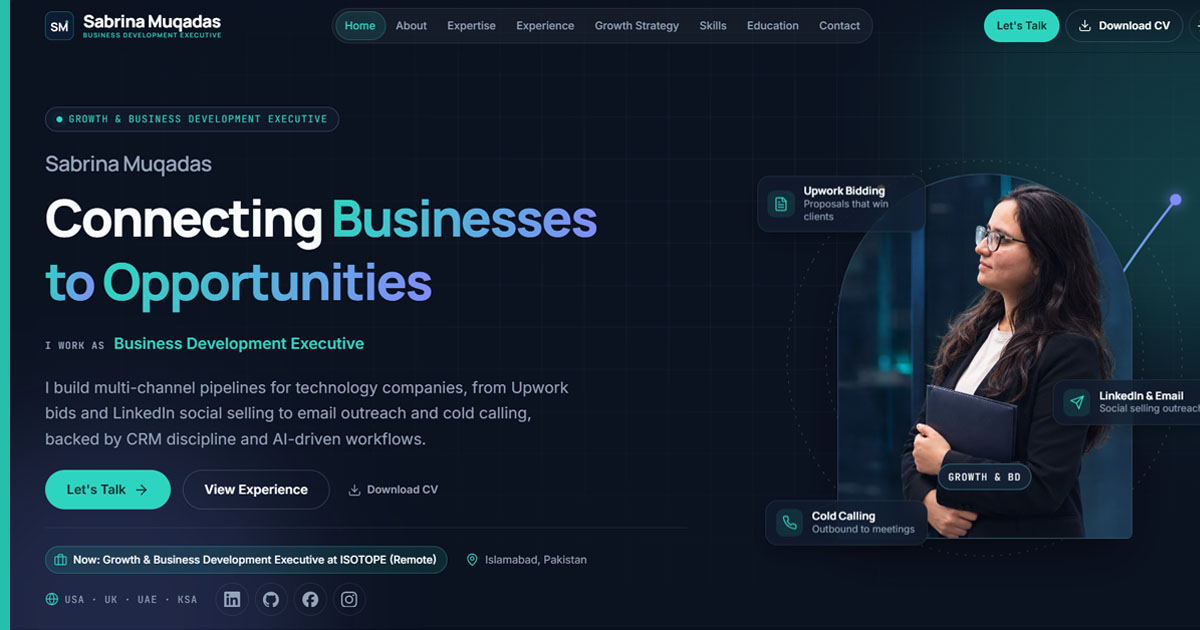 SM
Sabrina Muqadas
BUSINESS DEVELOPMENT EXECUTIVE
Home About Expertise Experience Growth Strategy Skills Education Contact
Let's Talk
Download CV
GROWTH & BUSINESS DEVELOPMENT EXECUTIVE
Sabrina Muqadas
Connecting Businesses
to Opportunities
I WORK AS Business Development Executive
I build multi-channel pipelines for technology companies, from Upwork
bids and LinkedIn social selling to email outreach and cold calling,
backed by CRM discipline and AI-driven workflows.
Let's Talk →
View Experience
Download CV
Now: Growth & Business Development Executive at ISOTOPE (Remote)
Islamabad, Pakistan
USA · UK · UAE · KSA
Upwork Bidding
Proposals that win
clients
LinkedIn & Email
Social selling outreach
GROWTH & BD
Cold Calling
Outbound to meetings